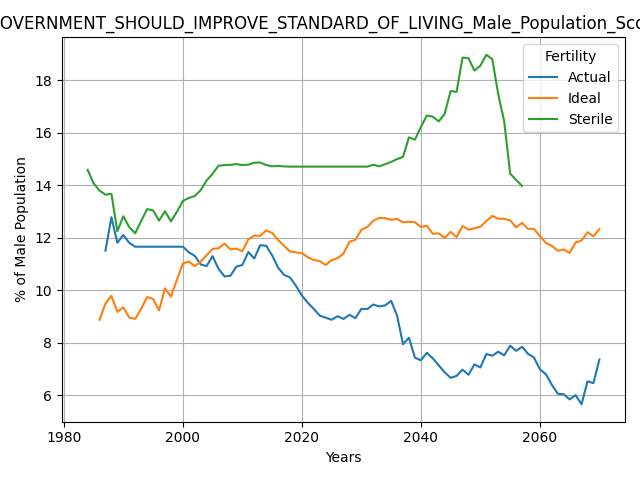 OVERNMENT_SHOULD_IMPROVE_STANDARD_OF_LIVING_Male_Population_Sco
Fertility
Actual
Ideal
Sterile
% of Male Population
18
16
14
12
10
8
6
1980
2000
2020
2040
2060
Years